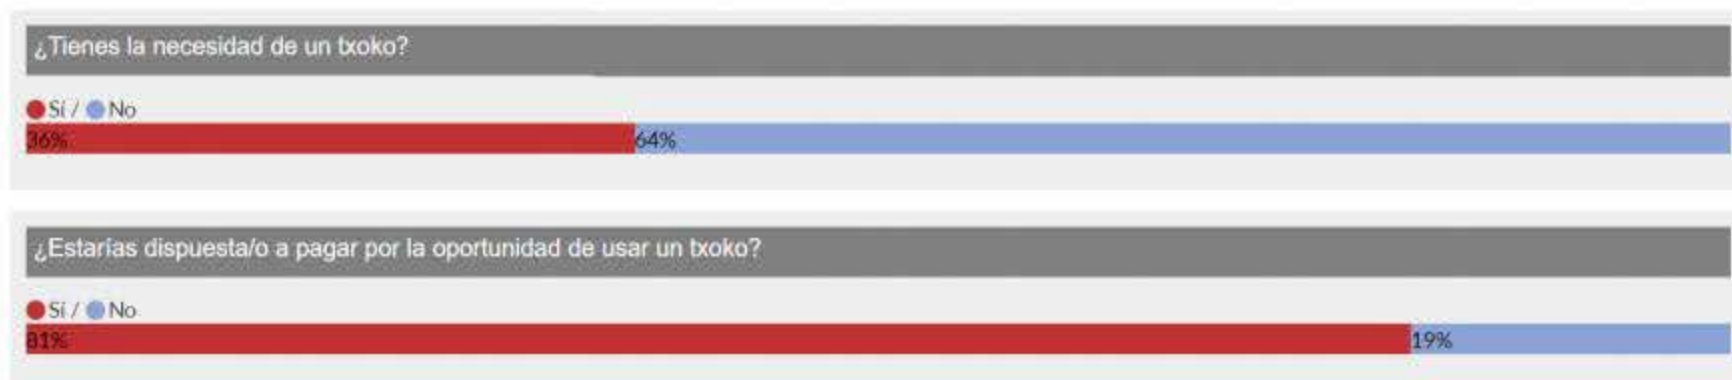 ¿Tienes la necesidad de un txoko?
Sí / No
36% 64%
¿Estarías dispuesta/o a pagar por la oportunidad de usar un txoko?
Sí / No
81% 19%